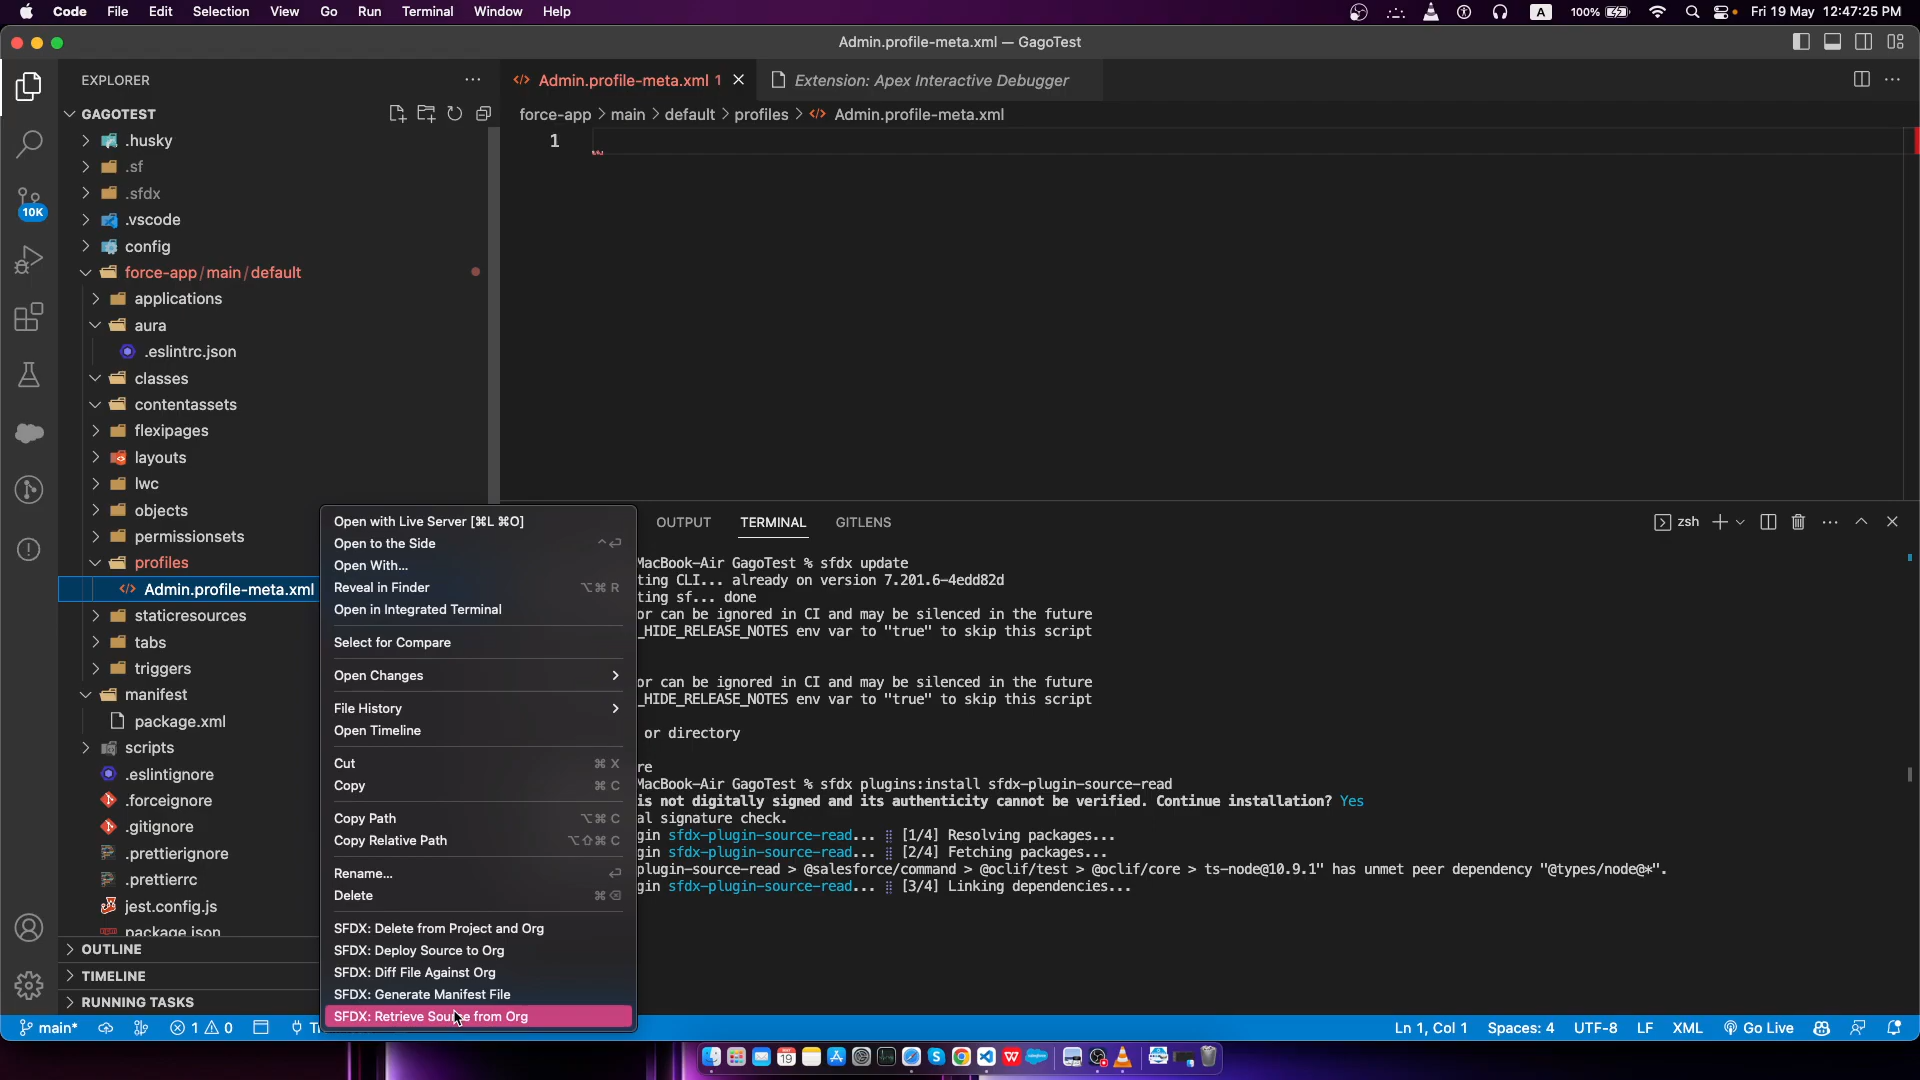 Code File Edit Selection View Go Run Terminal Window Help
A 100% Fri 19 May 12:47:25 PM
Admin.profile-meta.xml — GagoTest
EXPLORER
Admin.profile-meta.xml 1
Extension: Apex Interactive Debugger
GAGOTEST
force-app > main > default > profiles > Admin.profile-meta.xml
1
.husky
.sf
.sfdx
10K
.vscode
config
force-app/main/default
applications
aura
.eslintrc.json
classes
contentassets
flexipages
layouts
lwc
objects
permissionsets
profiles
Admin.profile-meta.xml
staticresources
tabs
triggers
manifest
package.xml
scripts
.eslintignore
.forceignore
.gitignore
.prettierignore
.prettierrc
jest.config.js
package.json
OUTLINE
TIMELINE
RUNNING TASKS
Open with Live Server [⌘L ⌘O]
Open to the Side ⌃⏎
Open With...
Reveal in Finder ⌥⌘R
Open in Integrated Terminal
Select for Compare
Open Changes
File History
Open Timeline
Cut ⌘X
Copy ⌘C
Copy Path ⌥⌘C
Copy Relative Path ⌥⇧⌘C
Rename... ⏎
Delete ⌘⌫
SFDX: Delete from Project and Org
SFDX: Deploy Source to Org
SFDX: Diff File Against Org
SFDX: Generate Manifest File
SFDX: Retrieve Source from Org
OUTPUT TERMINAL GITLENS
zsh
MacBook-Air GagoTest % sfdx update
ting CLI... already on version 7.201.6-4edd82d
ting sf... done
or can be ignored in CI and may be silenced in the future
_HIDE_RELEASE_NOTES env var to "true" to skip this script
or can be ignored in CI and may be silenced in the future
_HIDE_RELEASE_NOTES env var to "true" to skip this script
or directory
re
MacBook-Air GagoTest % sfdx plugins:install sfdx-plugin-source-read
is not digitally signed and its authenticity cannot be verified. Continue installation? Yes
al signature check.
gin sfdx-plugin-source-read... ⣾ [1/4] Resolving packages...
gin sfdx-plugin-source-read... ⣾ [2/4] Fetching packages...
plugin-source-read > @salesforce/command > @oclif/test > @oclif/core > ts-node@10.9.1" has unmet peer dependency "@types/node@*".
gin sfdx-plugin-source-read... ⣾ [3/4] Linking dependencies...
main* 1 0
Ln 1, Col 1 Spaces: 4 UTF-8 LF XML Go Live
19